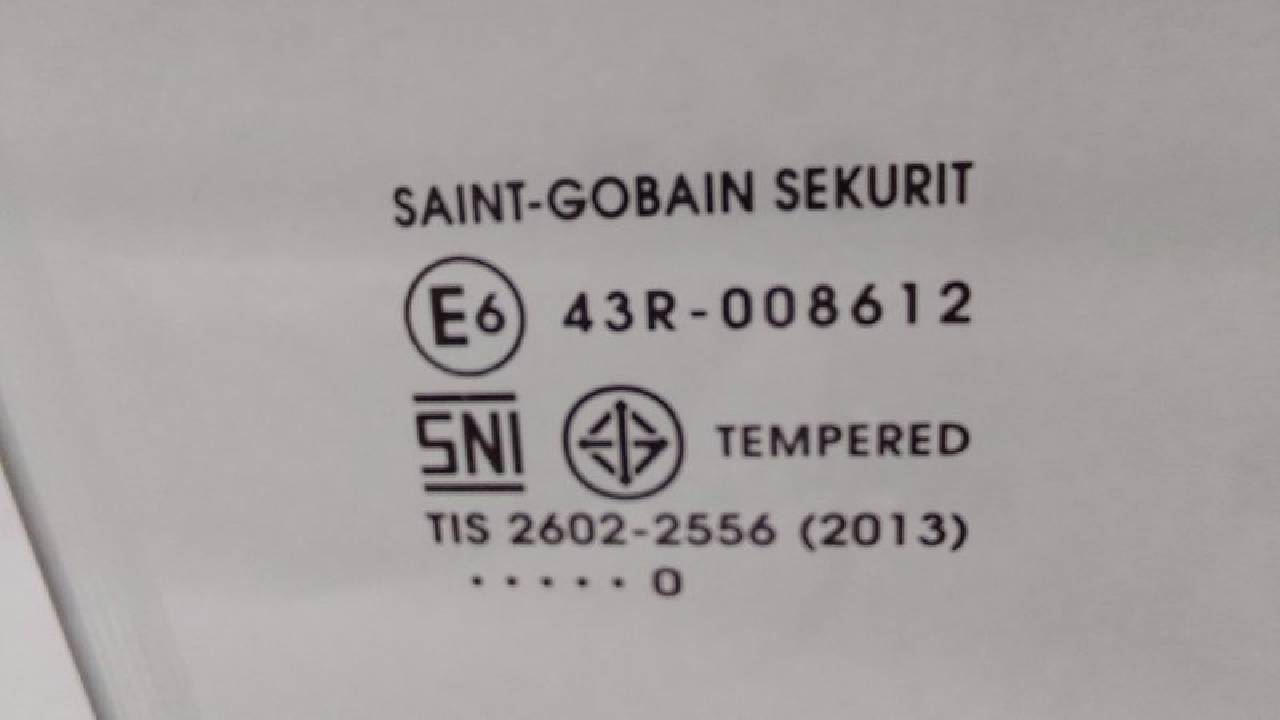 SAINT-GOBAIN SEKURIT
E6 43R-008612
SNI TEMPERED
TIS 2602-2556 (2013)
· · · · · 0